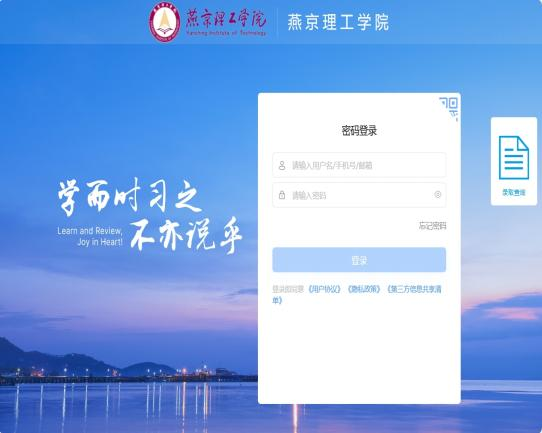 燕京理工学院
Yanching Institute of Technology
燕京理工学院
密码登录
请输入用户名/手机号/邮箱
请输入密码
忘记密码
登录
登录即同意 《用户协议》 《隐私政策》 《第三方信息共享清
单》
录取查询
学而时习之
Learn and Review,
Joy in Heart!
不亦说乎